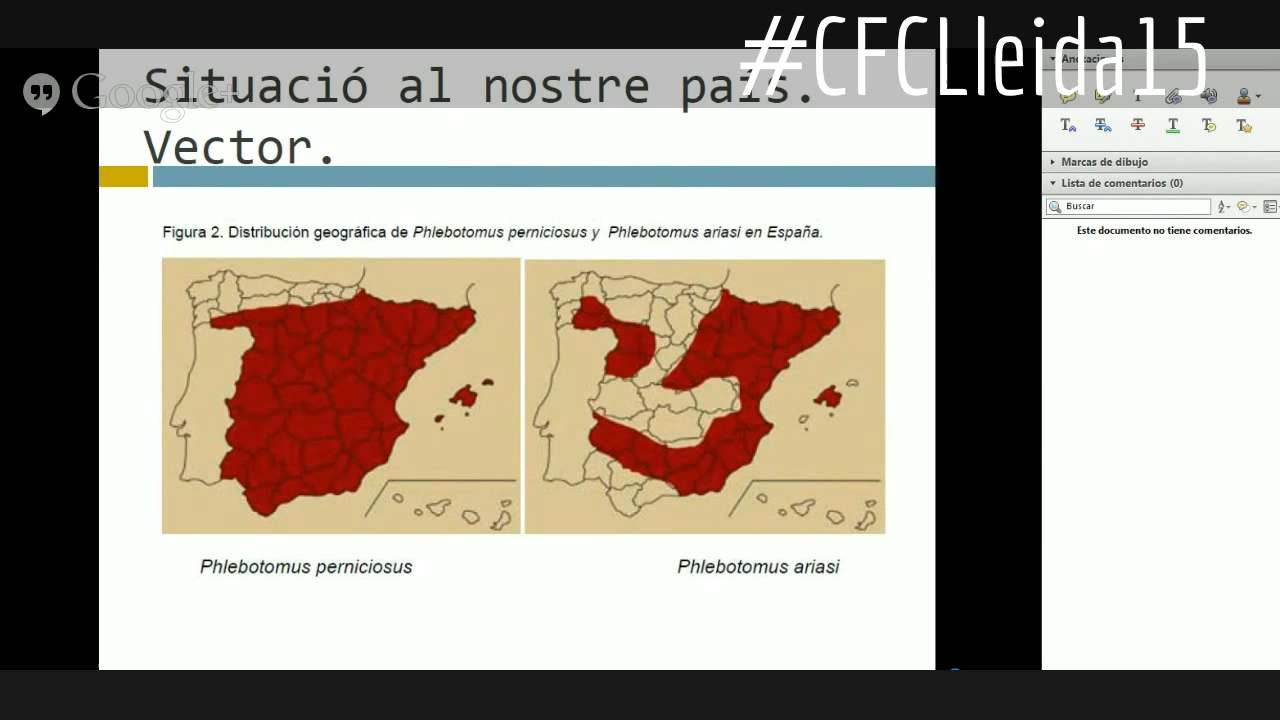 #CFCLleida15
Google+
Situació al nostre país.
Vector.
Figura 2. Distribución geográfica de Phlebotomus perniciosus y Phlebotomus ariasi en España.
Phlebotomus perniciosus
Phlebotomus ariasi
Anotaciones
Marcas de dibujo
Lista de comentarios (0)
Buscar
Este documento no tiene comentarios.